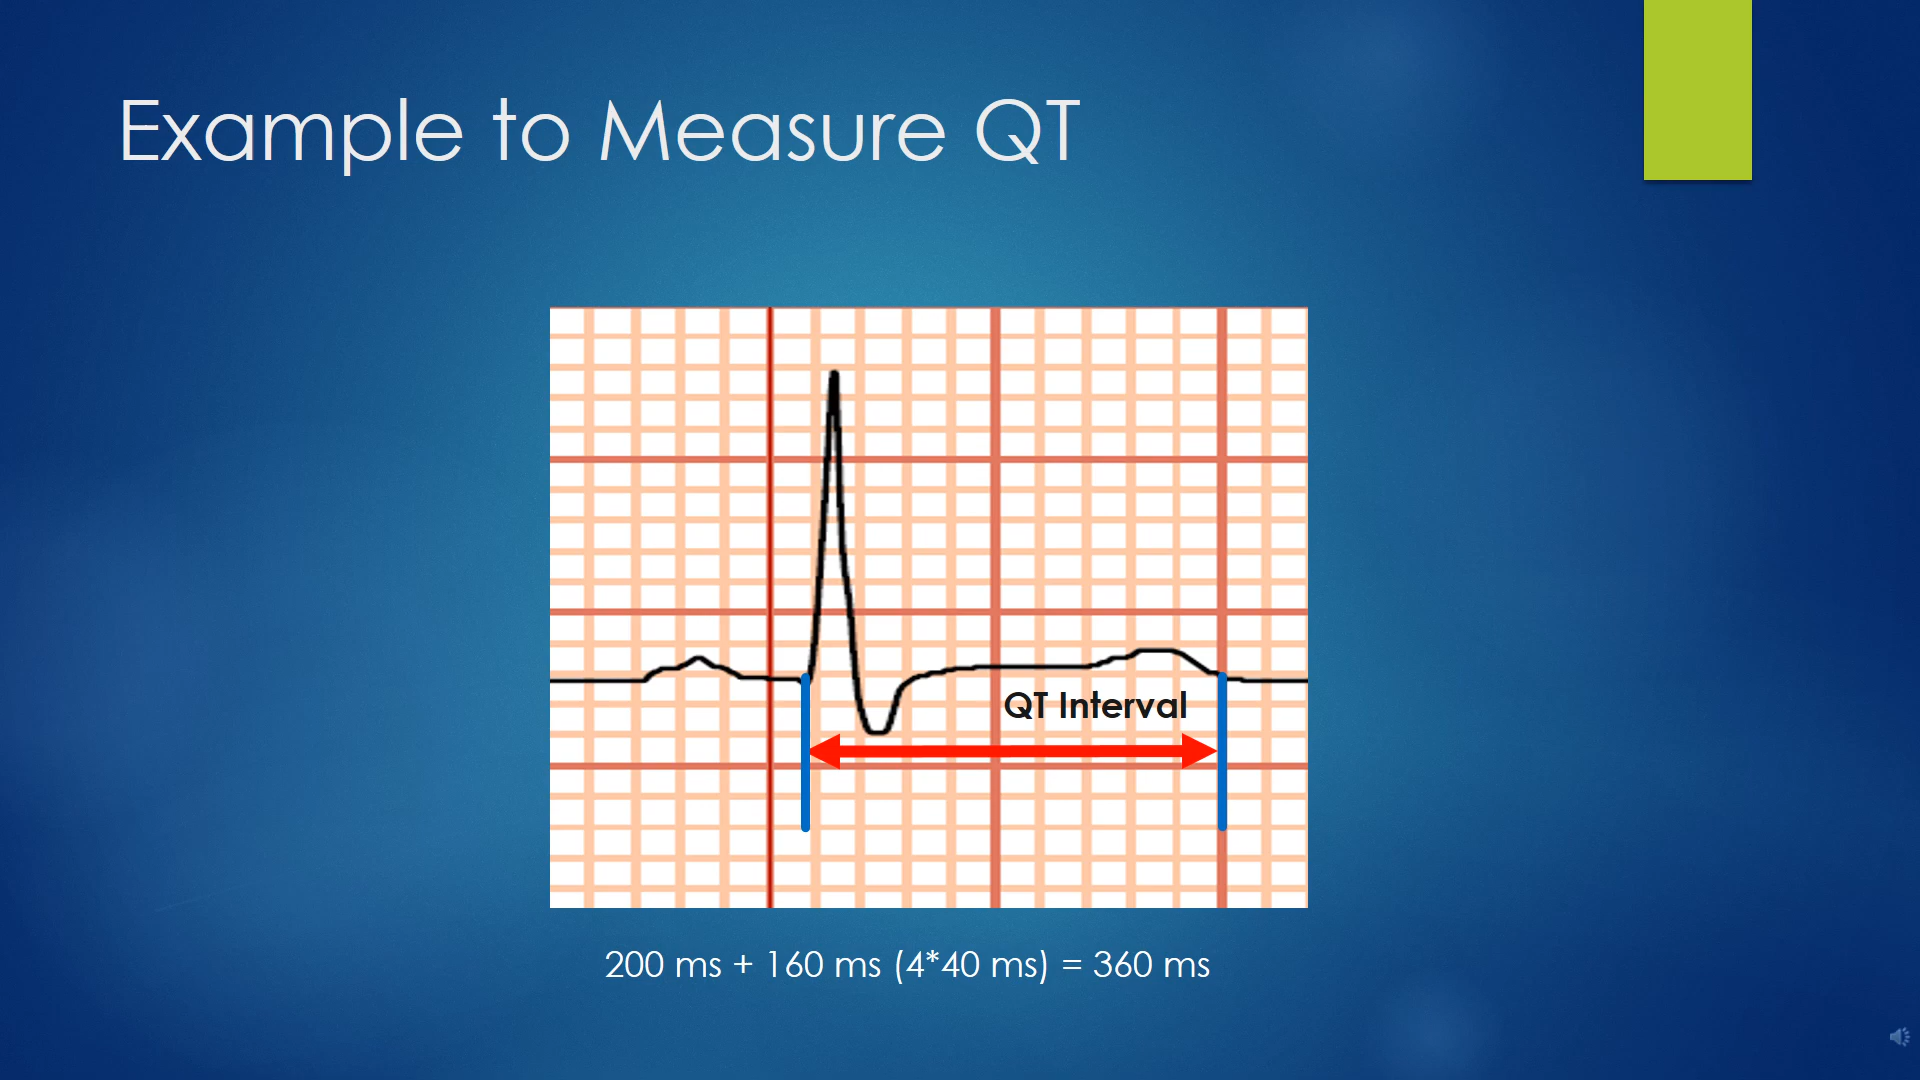 Example to Measure QT
QT Interval
200 ms + 160 ms (4*40 ms) = 360 ms